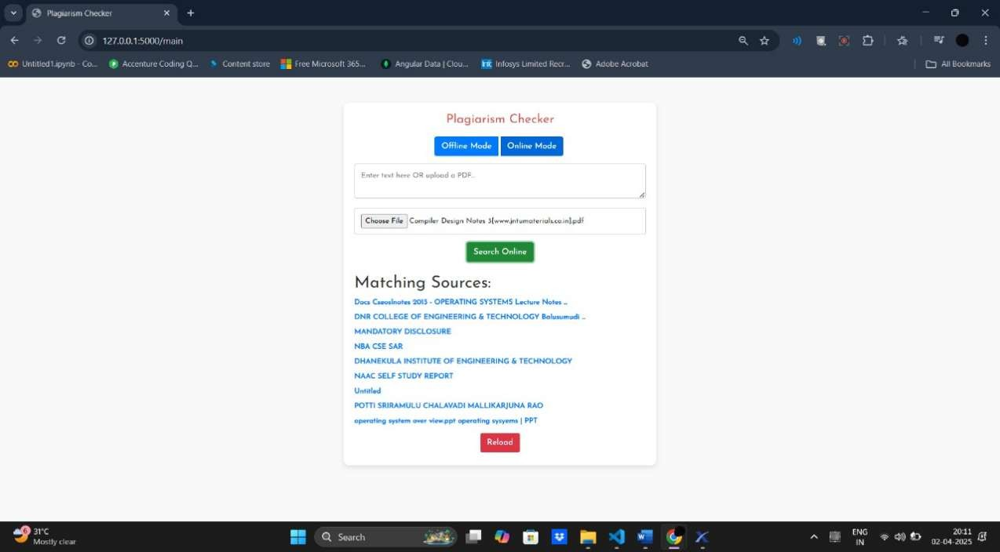 Plagiarism Checker
127.0.0.1:5000/main
Untitled1.ipynb - Co...
Accenture Coding Q...
Content store
Free Microsoft 365...
Angular Data | Clou...
Infosys Limited Recr...
Adobe Acrobat
All Bookmarks
Plagiarism Checker
Offline Mode
Online Mode
Enter text here OR upload a PDF...
Choose File Compiler Design Notes 3[www.jntumaterials.co.in].pdf
Search Online
Matching Sources:
Docs Cseoslnotes 2013 - OPERATING SYSTEMS Lecture Notes ...
DNR COLLEGE OF ENGINEERING & TECHNOLOGY Balusumudi ...
MANDATORY DISCLOSURE
NBA CSE SAR
DHANEKULA INSTITUTE OF ENGINEERING & TECHNOLOGY
NAAC SELF STUDY REPORT
Untitled
POTTI SRIRAMULU CHALAVADI MALLIKARJUNA RAO
operating system over view.ppt operating sysyems | PPT
Reload
6
31°C
Mostly clear
Search
ENG
IN
20:11
02-04-2025